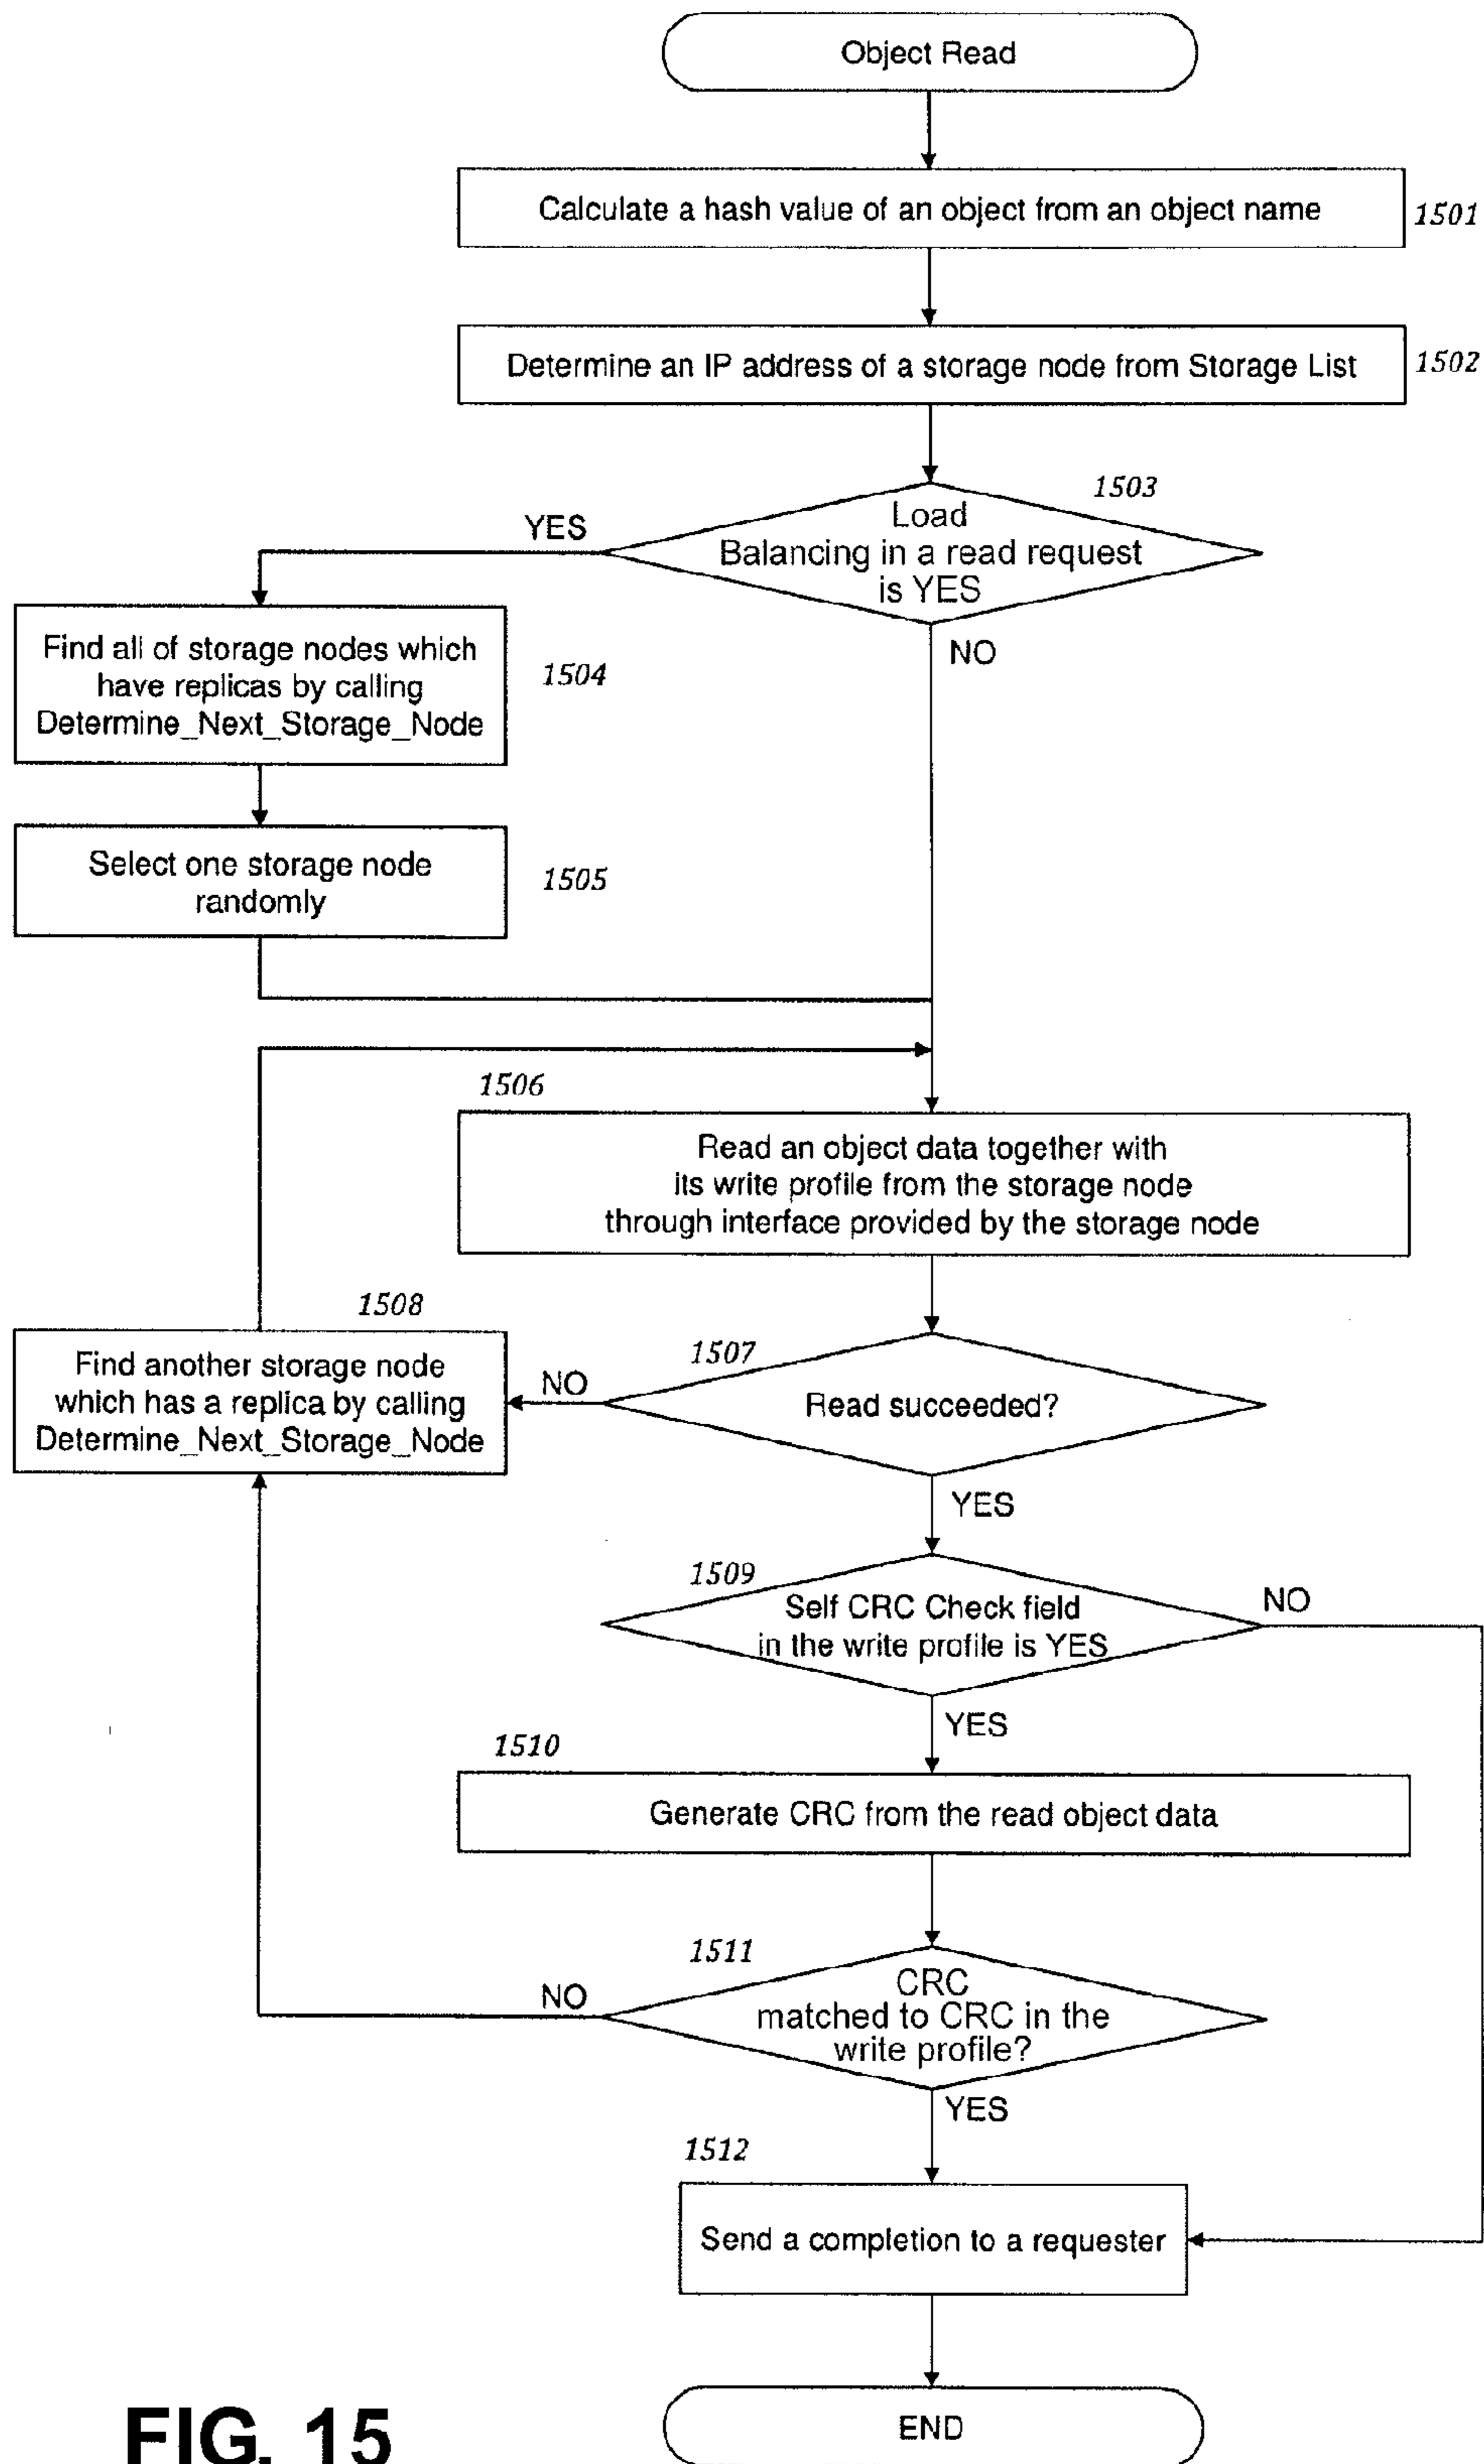 Object Read
Calculate a hash value of an object from an object name
1501
Determine an IP address of a storage node from Storage List
1502
1503
Load
Balancing in a read request
is YES
YES
NO
Find all of storage nodes which
have replicas by calling
Determine_Next_Storage_Node
1504
Select one storage node
randomly
1505
1506
Read an object data together with
its write profile from the storage node
through interface provided by the storage node
1508
Find another storage node
which has a replica by calling
Determine_Next_Storage_Node
1507
NO
Read succeeded?
YES
1509
Self CRC Check field
in the write profile is YES
NO
YES
1510
Generate CRC from the read object data
1511
NO
CRC
matched to CRC in the
write profile?
YES
1512
Send a completion to a requester
END
FIG. 15